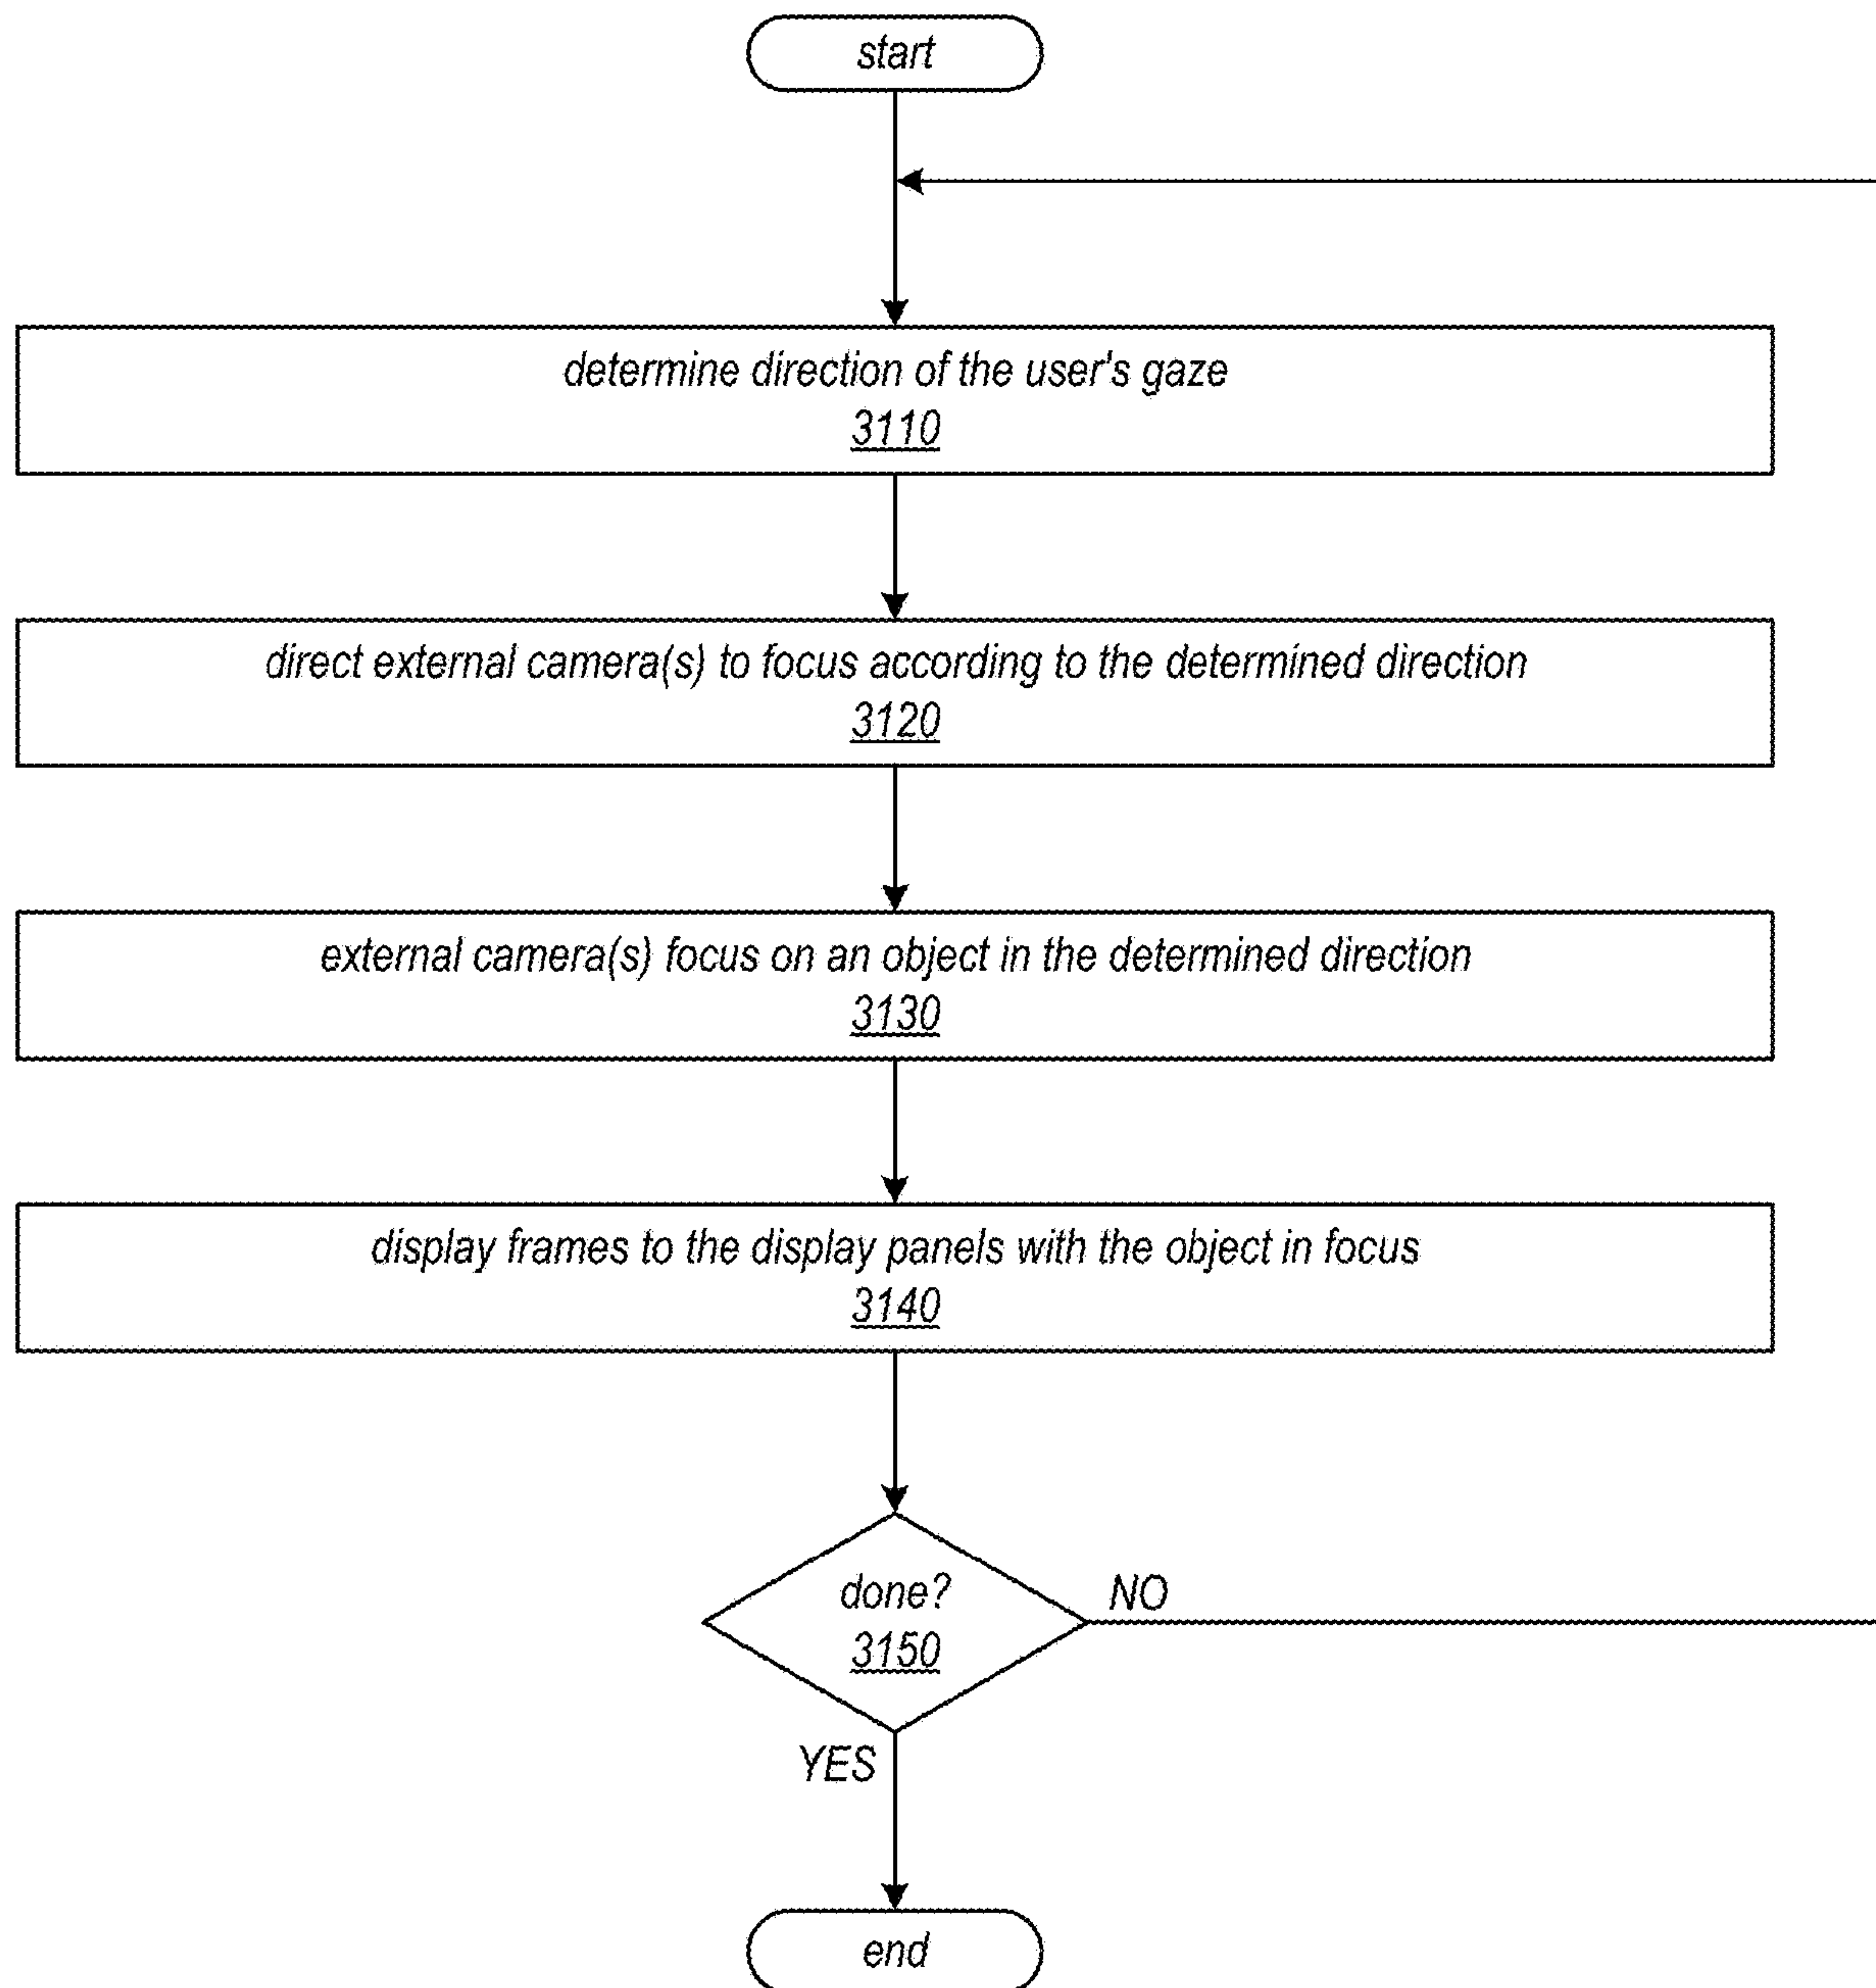 start
determine direction of the user's gaze
3110
direct external camera(s) to focus according to the determined direction
3120
external camera(s) focus on an object in the determined direction
3130
display frames to the display panels with the object in focus
3140
done?
3150
NO
YES
end